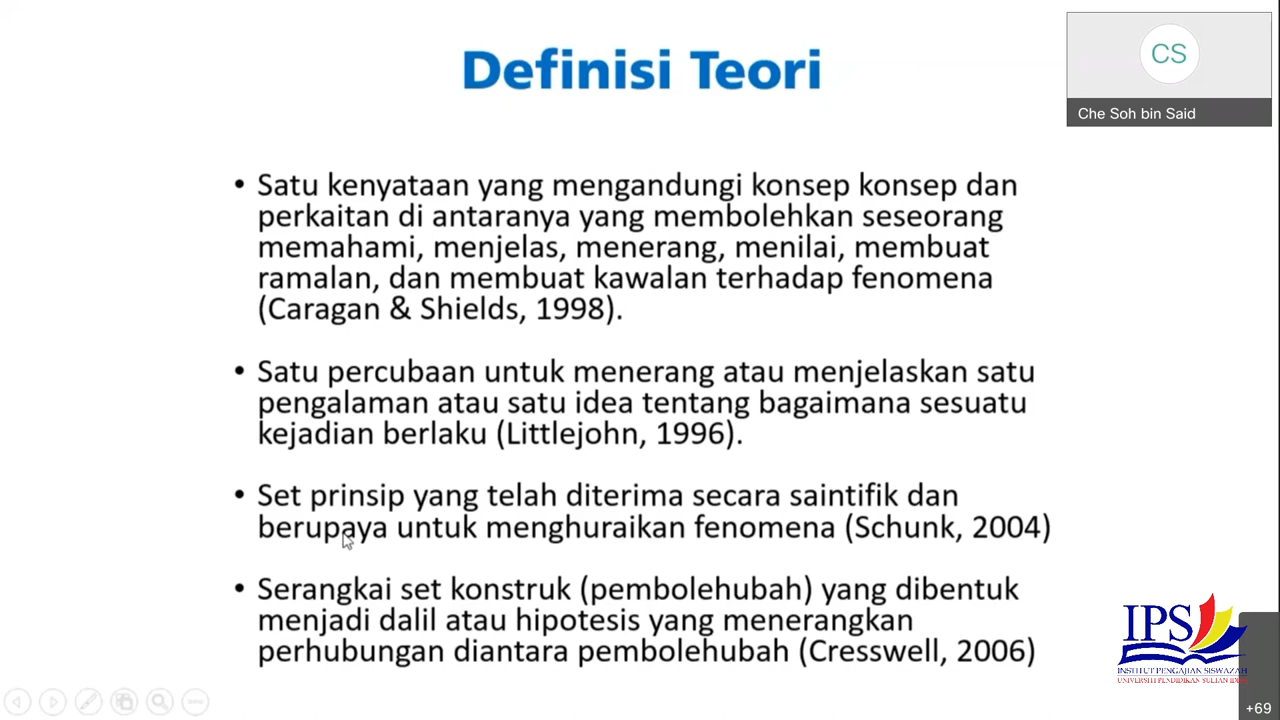 Definisi Teori
CS
Che Soh bin Said
• Satu kenyataan yang mengandungi konsep konsep dan
perkaitan di antaranya yang membolehkan seseorang
memahami, menjelas, menerang, menilai, membuat
ramalan, dan membuat kawalan terhadap fenomena
(Caragan & Shields, 1998).
• Satu percubaan untuk menerang atau menjelaskan satu
pengalaman atau satu idea tentang bagaimana sesuatu
kejadian berlaku (Littlejohn, 1996).
• Set prinsip yang telah diterima secara saintifik dan
berupaya untuk menghuraikan fenomena (Schunk, 2004)
• Serangkai set konstruk (pembolehubah) yang dibentuk
menjadi dalil atau hipotesis yang menerangkan
perhubungan diantara pembolehubah (Cresswell, 2006)
IPS
INSTITUT PENGAJIAN SISWAZAH
UNIVERSITI PENDIDIKAN SULTAN IDRIS
+69